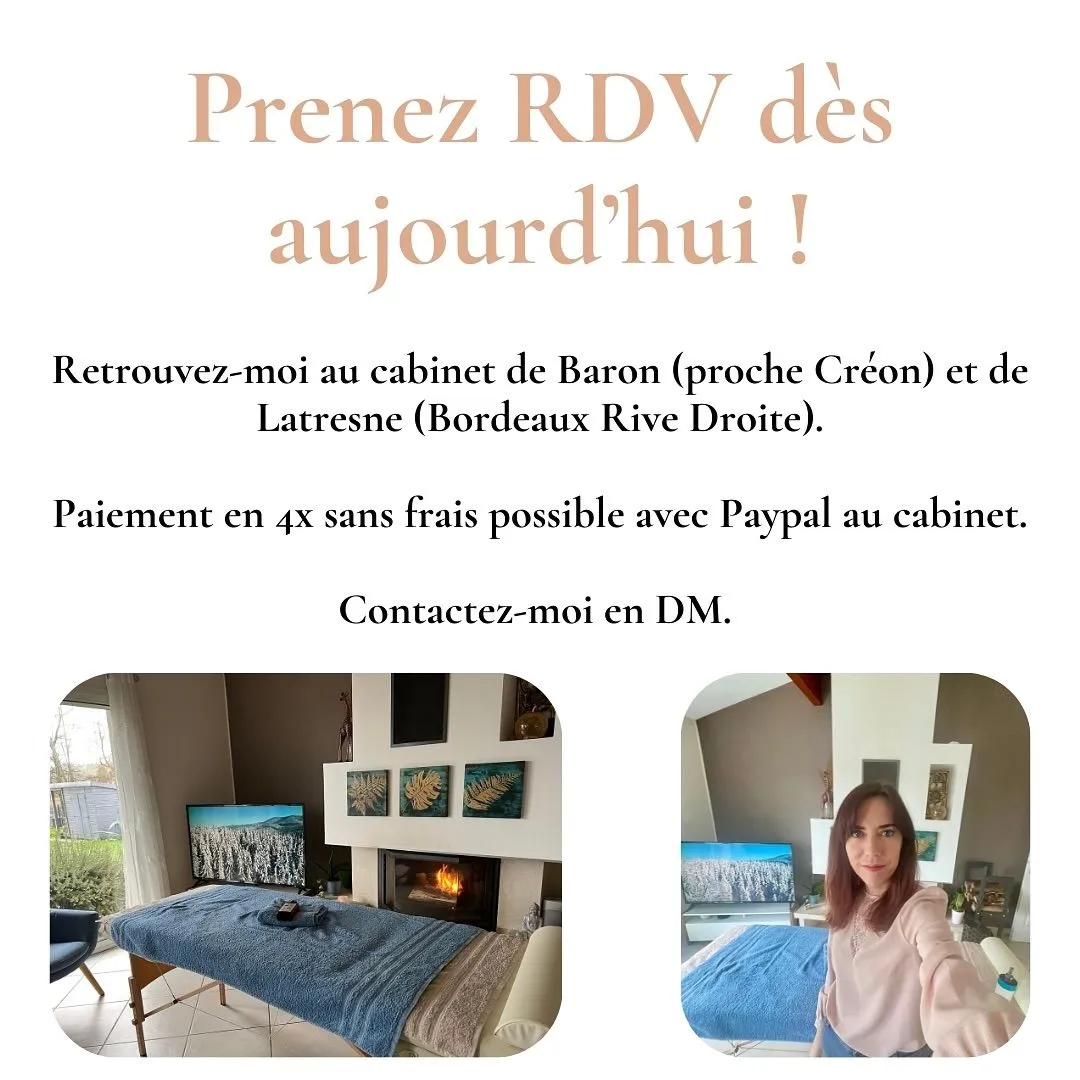 Prenez RDV dès
aujourd’hui !
Retrouvez-moi au cabinet de Baron (proche Créon) et de
Latresne (Bordeaux Rive Droite).
Paiement en 4x sans frais possible avec Paypal au cabinet.
Contactez-moi en DM.